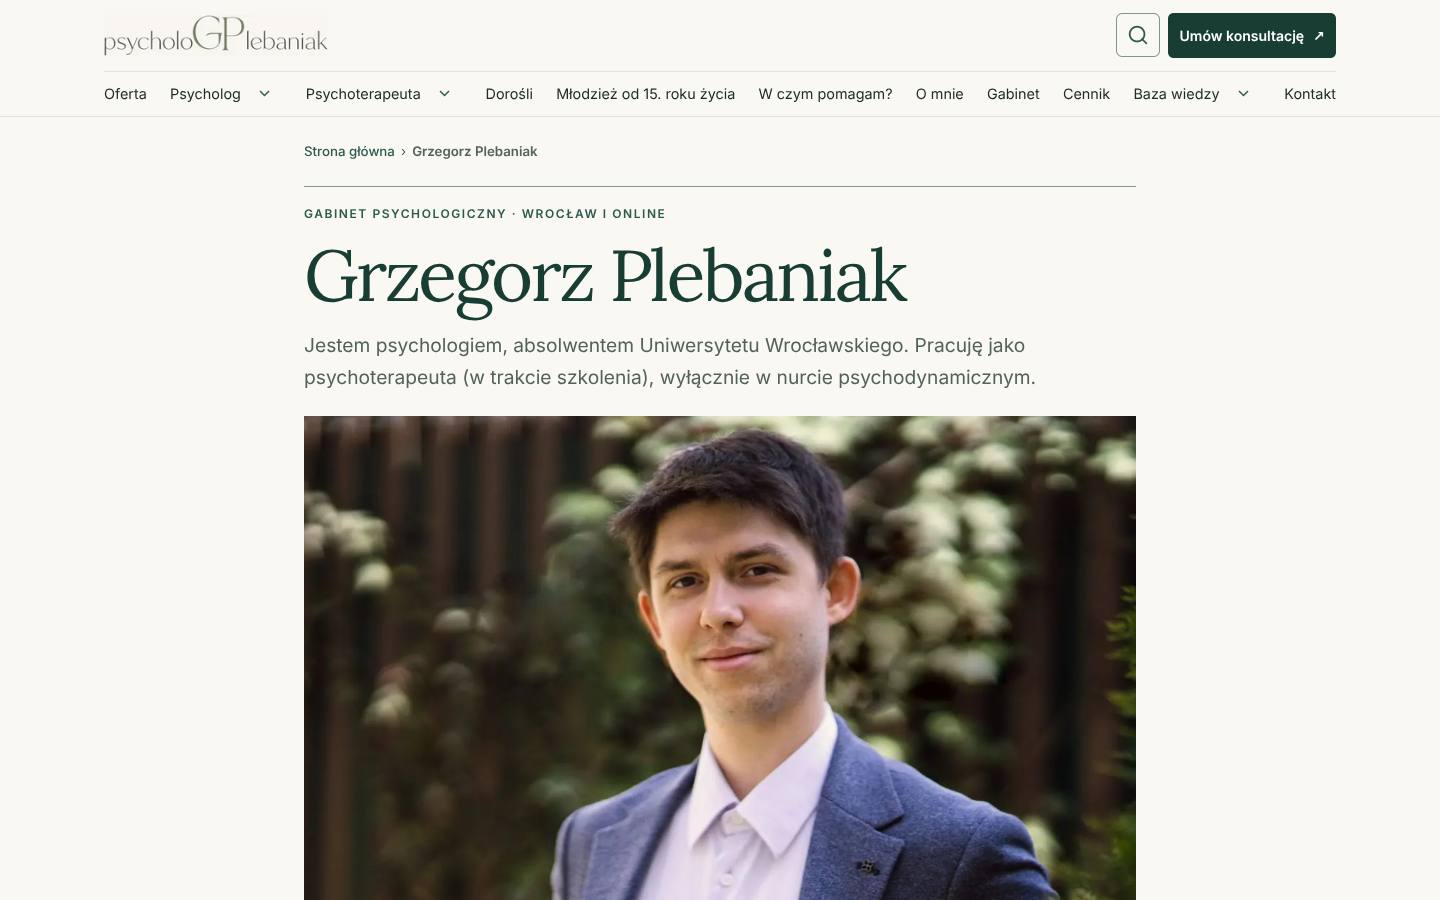 psycholoGPlebaniak
Umów konsultację ↗
Oferta Psycholog Psychoterapeuta Dorośli Młodzież od 15. roku życia W czym pomagam? O mnie Gabinet Cennik Baza wiedzy Kontakt
Strona główna › Grzegorz Plebaniak
GABINET PSYCHOLOGICZNY · WROCŁAW I ONLINE
Grzegorz Plebaniak
Jestem psychologiem, absolwentem Uniwersytetu Wrocławskiego. Pracuję jako
psychoterapeuta (w trakcie szkolenia), wyłącznie w nurcie psychodynamicznym.